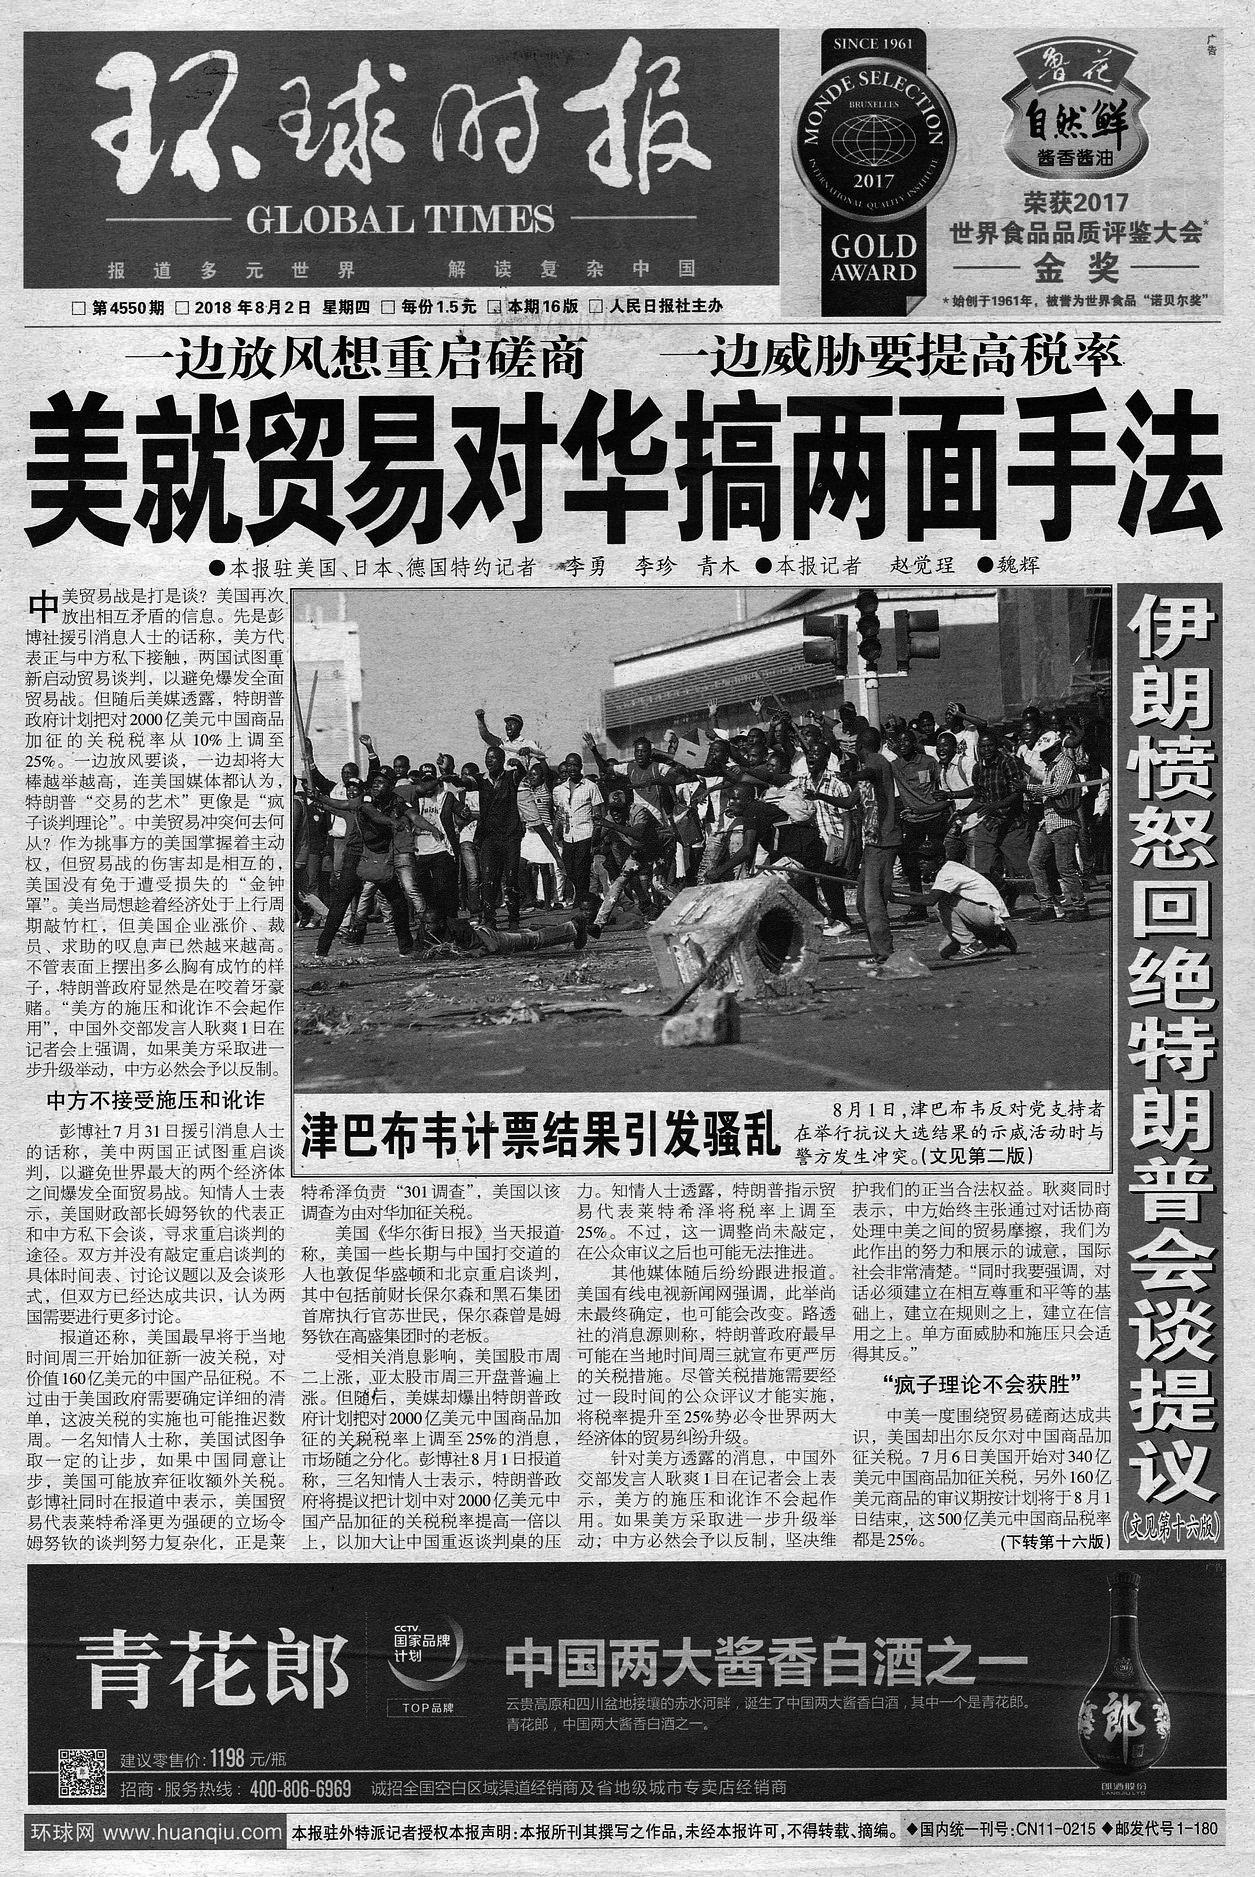 环球时报
GLOBAL TIMES
报道多元世界 解读复杂中国
□ 第4550期 □ 2018年8月2日 星期四 □ 每份1.5元 □ 本期16版 □ 人民日报社主办
广告
SINCE 1961
MONDE SELECTION
BRUXELLES
2017
INTERNATIONAL QUALITY INSTITUTE
GOLD
AWARD
鲁花
自然鲜
酱香酱油
荣获2017
世界食品品质评鉴大会*
金奖
*始创于1961年，被誉为世界食品“诺贝尔奖”
一边放风想重启磋商 一边威胁要提高税率
美就贸易对华搞两面手法
●本报驻美国、日本、德国特约记者 李勇 李珍 青木 ●本报记者 赵觉珵 ●魏辉
中美贸易战是打是谈？美国再次
放出相互矛盾的信息。先是彭
博社援引消息人士的话称，美方代
表正与中方私下接触，两国试图重
新启动贸易谈判，以避免爆发全面
贸易战。但随后美媒透露，特朗普
政府计划把对2000亿美元中国商品
加征的关税税率从10%上调至
25%。一边放风要谈，一边却将大
棒越举越高，连美国媒体都认为，
特朗普“交易的艺术”更像是“疯
子谈判理论”。中美贸易冲突何去何
从？作为挑事方的美国掌握着主动
权，但贸易战的伤害却是相互的，
美国没有免于遭受损失的“金钟
罩”。美当局想趁着经济处于上行周
期敲竹杠，但美国企业涨价、裁
员、求助的叹息声已然越来越高。
不管表面上摆出多么胸有成竹的样
子，特朗普政府显然是在咬着牙豪
赌。“美方的施压和讹诈不会起作
用”，中国外交部发言人耿爽1日在
记者会上强调，如果美方采取进一
步升级举动，中方必然会予以反制。
中方不接受施压和讹诈
彭博社7月31日援引消息人士
的话称，美中两国正试图重启谈
判，以避免世界最大的两个经济体
之间爆发全面贸易战。知情人士表
示，美国财政部长姆努钦的代表正
和中方私下会谈，寻求重启谈判的
途径。双方并没有敲定重启谈判的
具体时间表、讨论议题以及会谈形
式，但双方已经达成共识，认为两
国需要进行更多讨论。
报道还称，美国最早将于当地
时间周三开始加征新一波关税，对
价值160亿美元的中国产品征税。不
过由于美国政府需要确定详细的清
单，这波关税的实施也可能推迟数
周。一名知情人士称，美国试图争
取一定的让步，如果中国同意让
步，美国可能放弃征收额外关税。
彭博社同时在报道中表示，美国贸
易代表莱特希泽更为强硬的立场令
姆努钦的谈判努力复杂化，正是莱
津巴布韦计票结果引发骚乱
8月1日，津巴布韦反对党支持者
在举行抗议大选结果的示威活动时与
警方发生冲突。（文见第二版）
特希泽负责“301调查”，美国以该
调查为由对华加征关税。
美国《华尔街日报》当天报道
称，美国一些长期与中国打交道的
人也敦促华盛顿和北京重启谈判，
其中包括前财长保尔森和黑石集团
首席执行官苏世民，保尔森曾是姆
努钦在高盛集团时的老板。
受相关消息影响，美国股市周
二上涨，亚太股市周三开盘普遍上
涨。但随后，美媒却爆出特朗普政
府计划把对2000亿美元中国商品加
征的关税税率上调至25%的消息，
市场随之分化。彭博社8月1日报道
称，三名知情人士表示，特朗普政
府将提议把计划中对2000亿美元中
国产品加征的关税税率提高一倍以
上，以加大让中国重返谈判桌的压
力。知情人士透露，特朗普指示贸
易代表莱特希泽将税率上调至
25%。不过，这一调整尚未敲定，
在公众审议之后也可能无法推进。
其他媒体随后纷纷跟进报道。
美国有线电视新闻网强调，此举尚
未最终确定，也可能会改变。路透
社的消息源则称，特朗普政府最早
可能在当地时间周三就宣布更严厉
的关税措施。尽管关税措施需要经
过一段时间的公众评议才能实施，
将税率提升至25%势必令世界两大
经济体的贸易纠纷升级。
针对美方透露的消息，中国外
交部发言人耿爽1日在记者会上表
示，美方的施压和讹诈不会起作
用。如果美方采取进一步升级举
动；中方必然会予以反制，坚决维
护我们的正当合法权益。耿爽同时
表示，中方始终主张通过对话协商
处理中美之间的贸易摩擦，我们为
此作出的努力和展示的诚意，国际
社会非常清楚。“同时我要强调，对
话必须建立在相互尊重和平等的基
础上，建立在规则之上，建立在信
用之上。单方面威胁和施压只会适
得其反。”
“疯子理论不会获胜”
中美一度围绕贸易磋商达成共
识，美国却出尔反尔对中国商品加
征关税。7月6日美国开始对340亿
美元中国商品加征关税，另外160亿
美元商品的审议期按计划将于8月1
日结束，这500亿美元中国商品税率
都是25%。 （下转第十六版）
伊朗愤怒回绝特朗普会谈提议
（文见第十六版）
广告
青花郎
CCTV
国家品牌
计划
TOP品牌
中国两大酱香白酒之一
云贵高原和四川盆地接壤的赤水河畔，诞生了中国两大酱香白酒，其中一个是青花郎。
青花郎，中国两大酱香白酒之一。
郎
郎酒股份
LANGJIU LTD
建议零售价：1198元/瓶
招商·服务热线：400-806-6969 诚招全国空白区域渠道经销商及省地级城市专卖店经销商
环球网 www.huanqiu.com 本报驻外特派记者授权本报声明：本报所刊其撰写之作品，未经本报许可，不得转载、摘编。 ◆国内统一刊号：CN11-0215 ◆邮发代号1-180